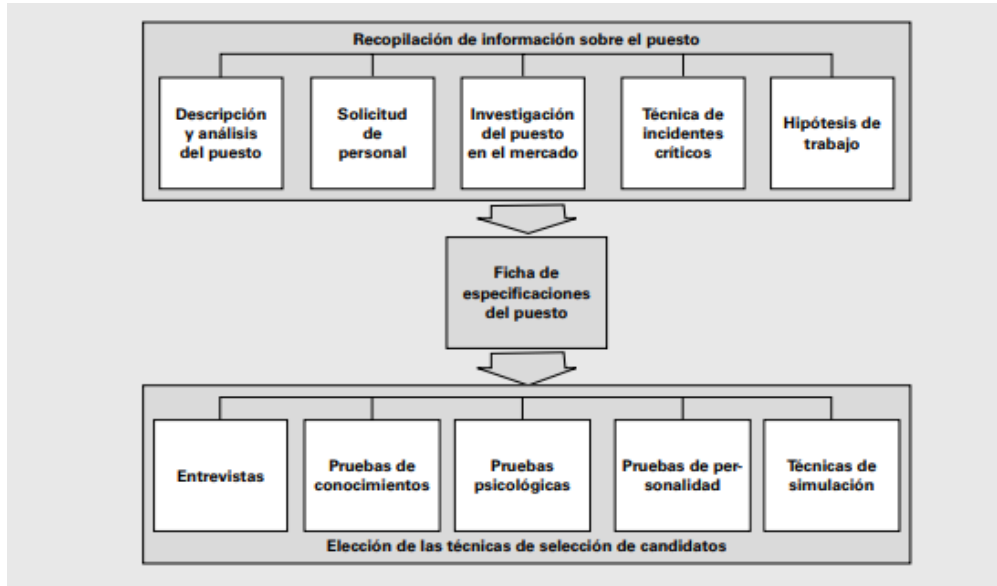 Recopilación de información sobre el puesto
Descripción
y análisis
del puesto
Solicitud
de
personal
Investigación
del puesto
en el mercado
Técnica de
incidentes
críticos
Hipótesis de
trabajo
Ficha de
especificaciones
del puesto
Entrevistas
Pruebas de
conocimientos
Pruebas
psicológicas
Pruebas de per-
sonalidad
Técnicas de
simulación
Elección de las técnicas de selección de candidatos